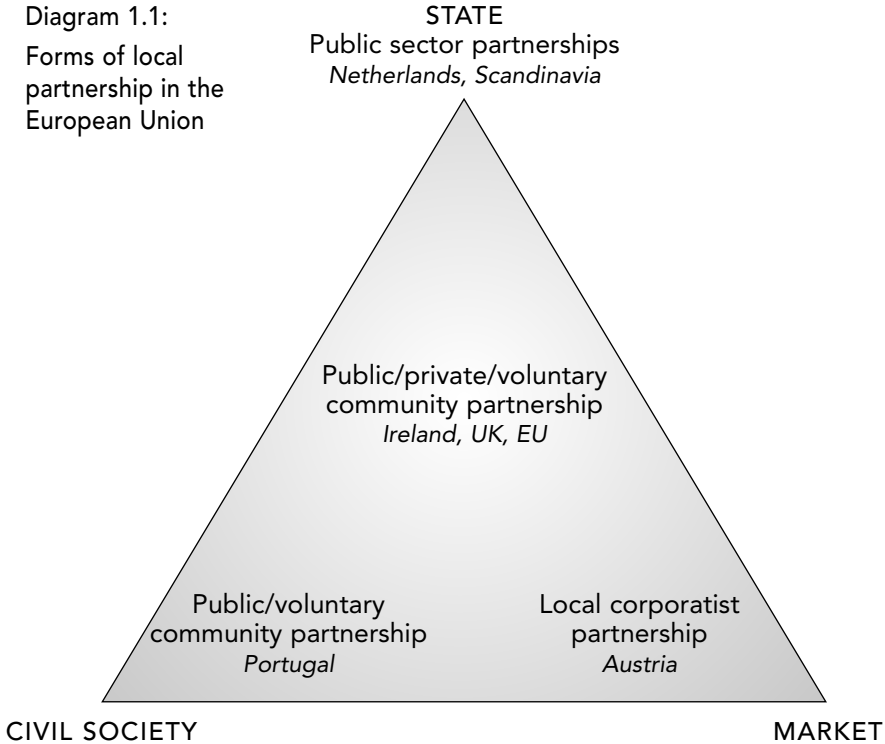 Diagram 1.1:
Forms of local
partnership in the
European Union
STATE
Public sector partnerships
Netherlands, Scandinavia
Public/private/voluntary
community partnership
Ireland, UK, EU
Public/voluntary
community partnership
Portugal
Local corporatist
partnership
Austria
CIVIL SOCIETY
MARKET